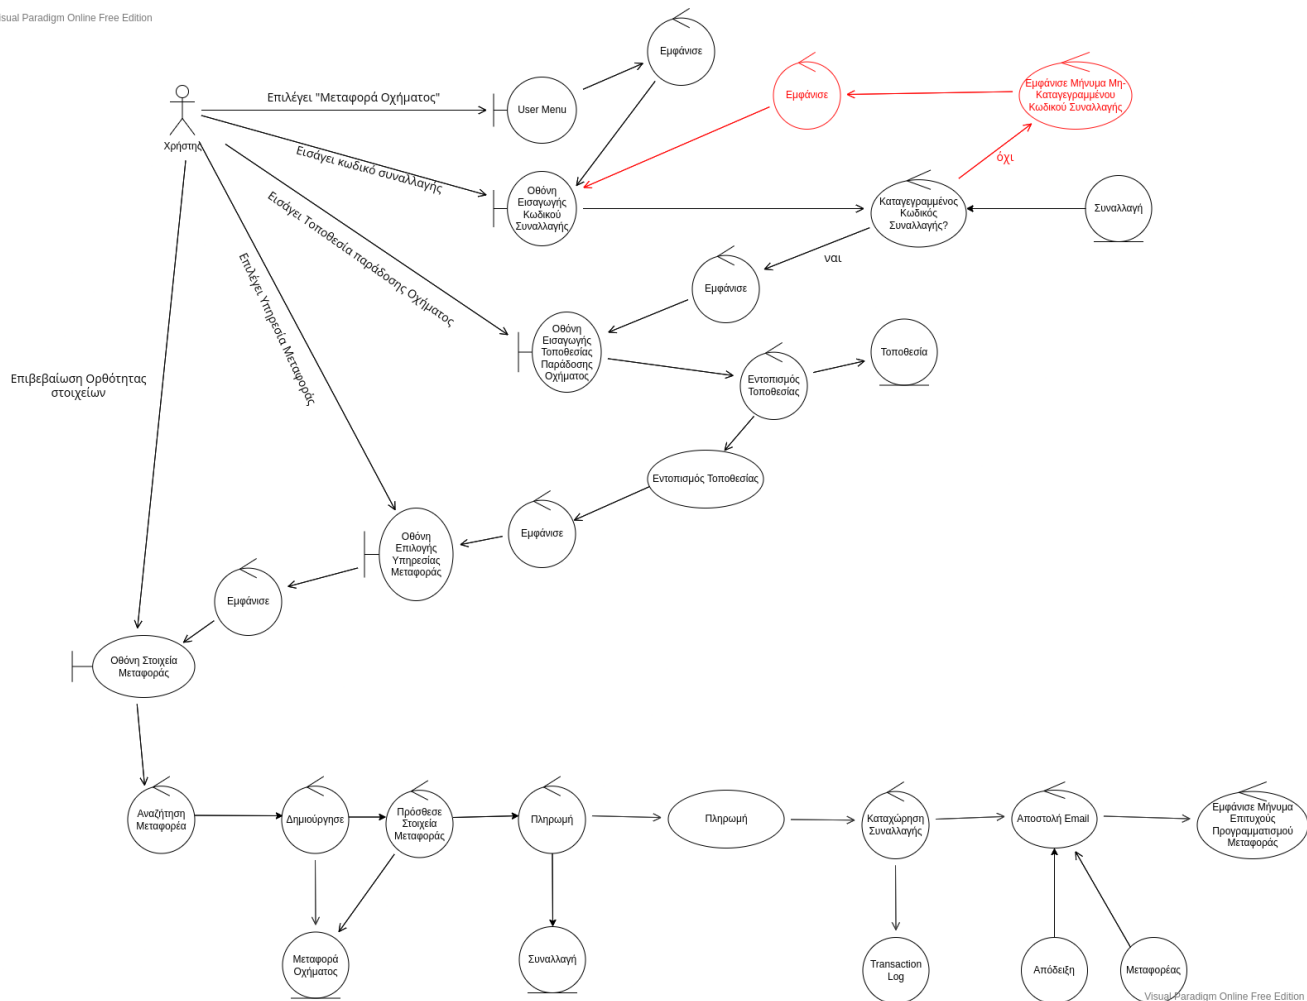 isual Paradigm Online Free Edition
Εμφάνισε
Επιλέγει "Μεταφορά Οχήματος"
User Menu
Εμφάνισε
Εμφάνισε Μήνυμα Μη-
Καταγεγραμμένου
Κωδικού Συναλλαγής
Χρήστης
Εισάγει κωδικό συναλλαγής
όχι
Οθόνη
Εισαγωγής
Κωδικού
Συναλλαγής
Καταγεγραμμένος
Κωδικός
Συναλλαγής?
Συναλλαγή
Εισάγει Τοποθεσία παράδοσης Οχήματος
ναι
Εμφάνισε
Επιλέγει Υπηρεσία Μεταφοράς
Οθόνη
Εισαγωγής
Τοποθεσίας
Παράδοσης
Οχήματος
Τοποθεσία
Επιβεβαίωση Ορθότητας
στοιχείων
Εντοπισμός
Τοποθεσίας
Εντοπισμός Τοποθεσίας
Εμφάνισε
Οθόνη
Επιλογής
Υπηρεσίας
Μεταφοράς
Εμφάνισε
Οθόνη Στοιχεία
Μεταφοράς
Αναζήτηση
Μεταφορέα
Δημιούργησε
Πρόσθεσε
Στοιχεία
Μεταφοράς
Πληρωμή
Πληρωμή
Καταχώρηση
Συναλλαγής
Αποστολή Email
Εμφάνισε Μήνυμα
Επιτυχούς
Προγραμματισμού
Μεταφοράς
Μεταφορά
Οχήματος
Συναλλαγή
Transaction
Log
Απόδειξη
Μεταφορέας
Visual Paradigm Online Free Edition